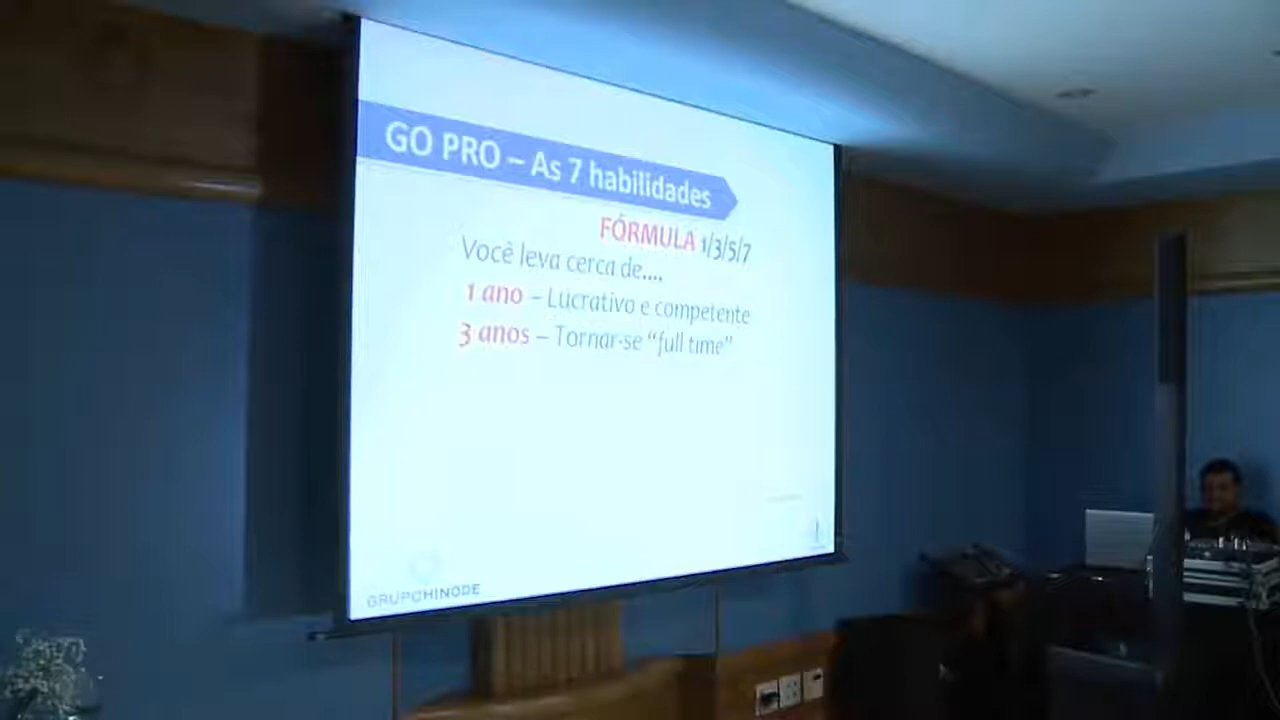 GO PRO – As 7 habilidades
FÓRMULA 1/3/5/7
Você leva cerca de....
1 ano – Lucrativo e competente
3 anos – Tornar-se “full time”
GRUPOHINODE